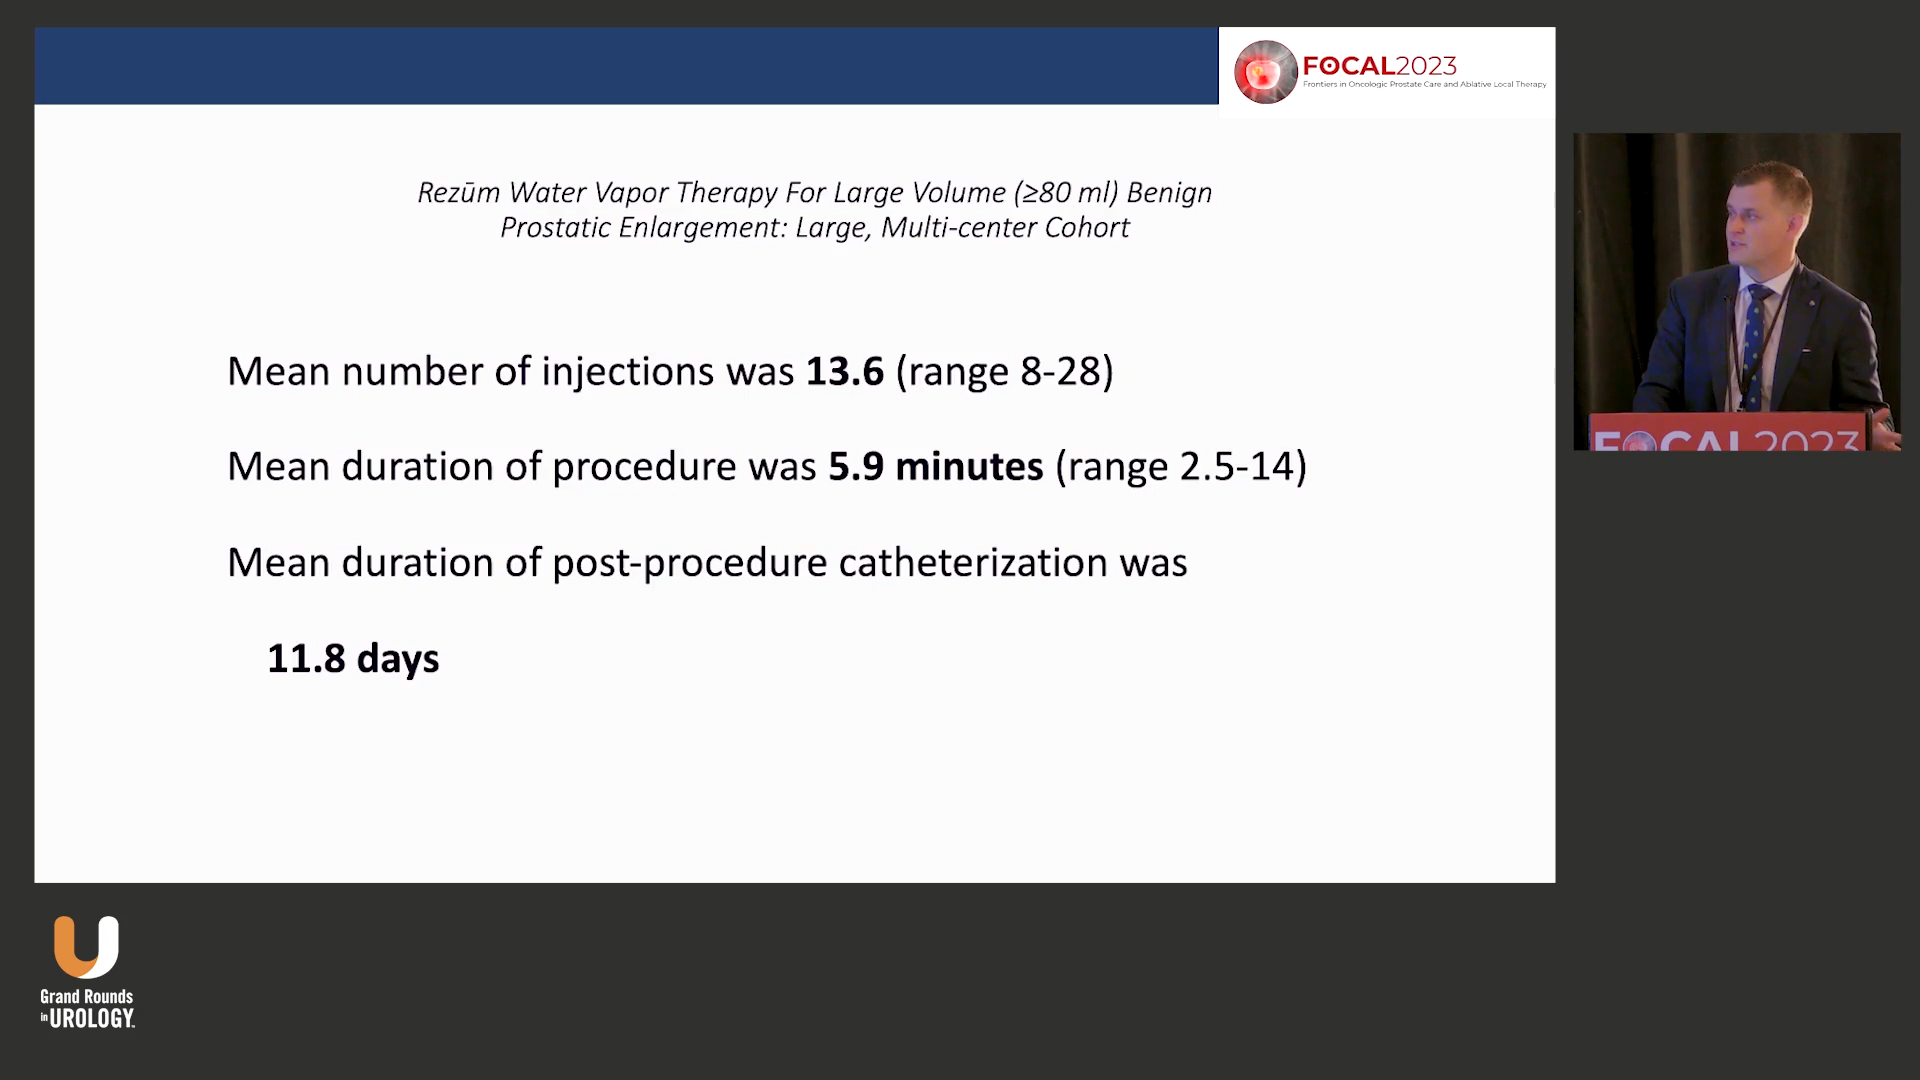 FOCAL2023
Frontiers in Oncologic Prostate Care and Ablative Local Therapy
Rezūm Water Vapor Therapy For Large Volume (≥80 ml) Benign
Prostatic Enlargement: Large, Multi-center Cohort
Mean number of injections was 13.6 (range 8-28)
Mean duration of procedure was 5.9 minutes (range 2.5-14)
Mean duration of post-procedure catheterization was
11.8 days
FOCAL 2023
Grand Rounds
in UROLOGY